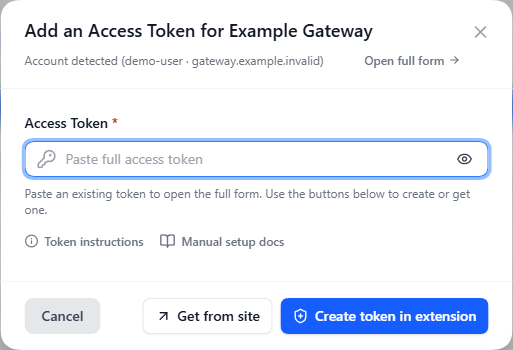 Add an Access Token for Example Gateway
Account detected (demo-user · gateway.example.invalid)
Open full form →
Access Token *
Paste full access token
Paste an existing token to open the full form. Use the buttons below to create or get
one.
Token instructions
Manual setup docs
Cancel
Get from site
Create token in extension